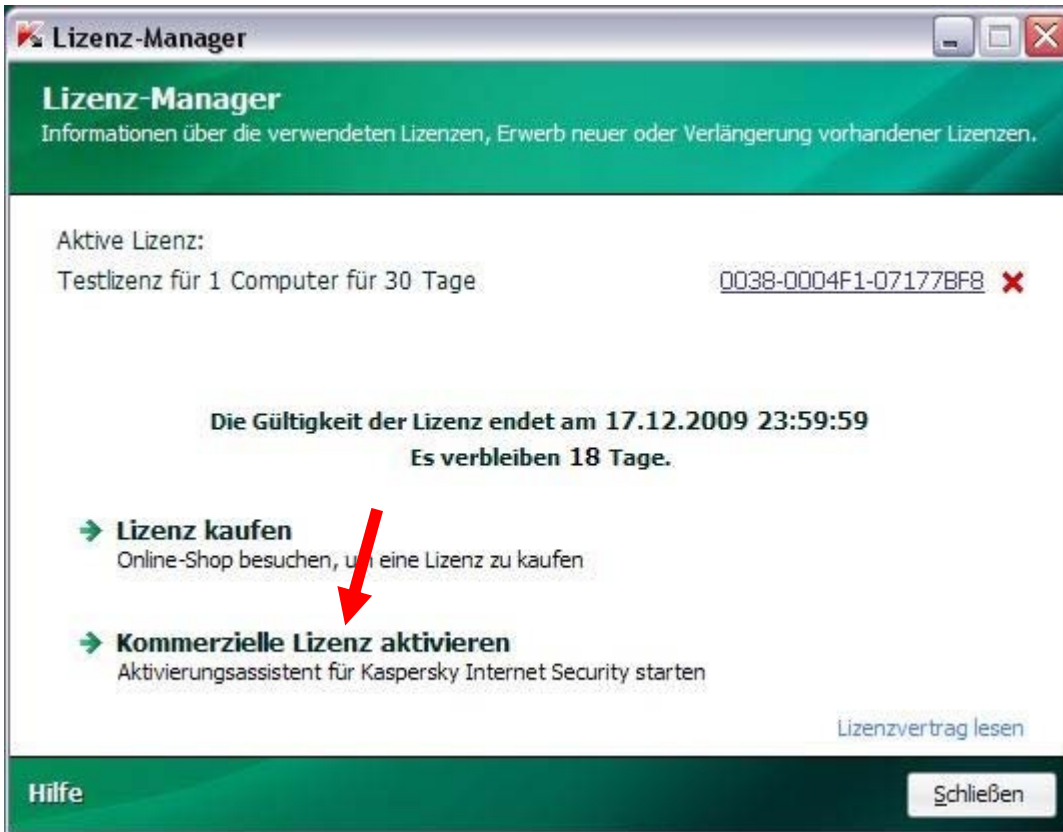 Lizenz-Manager
Lizenz-Manager
Informationen über die verwendeten Lizenzen, Erwerb neuer oder Verlängerung vorhandener Lizenzen.
Aktive Lizenz:
Testlizenz für 1 Computer für 30 Tage 0038-0004F1-07177BF8
Die Gültigkeit der Lizenz endet am 17.12.2009 23:59:59
Es verbleiben 18 Tage.
Lizenz kaufen
Online-Shop besuchen, um eine Lizenz zu kaufen
Kommerzielle Lizenz aktivieren
Aktivierungsassistent für Kaspersky Internet Security starten
Lizenzvertrag lesen
Hilfe Schließen